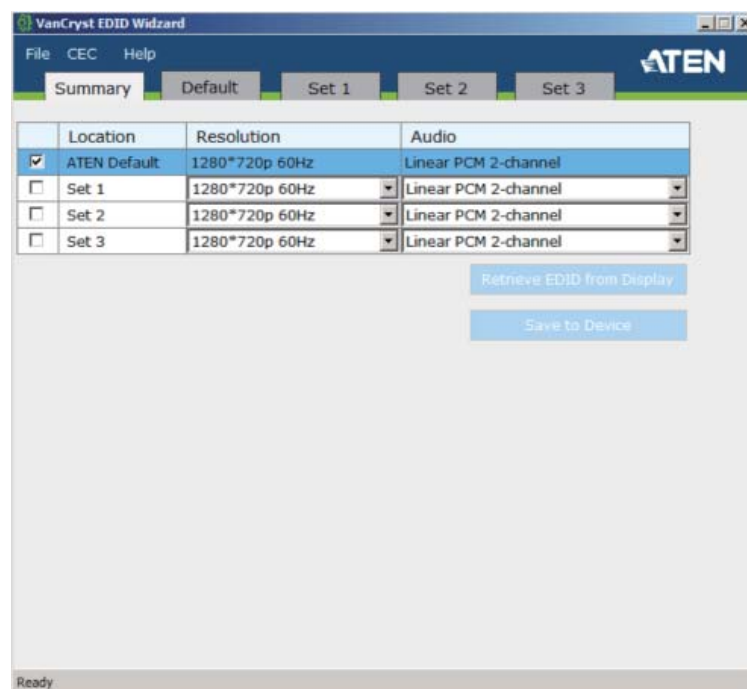 VanCryst EDID Widzard
File CEC Help
ATEN
Summary Default Set 1 Set 2 Set 3
Location Resolution Audio
ATEN Default 1280*720p 60Hz Linear PCM 2-channel
Set 1 1280*720p 60Hz Linear PCM 2-channel
Set 2 1280*720p 60Hz Linear PCM 2-channel
Set 3 1280*720p 60Hz Linear PCM 2-channel
Retrieve EDID from Display
Save to Device
Ready